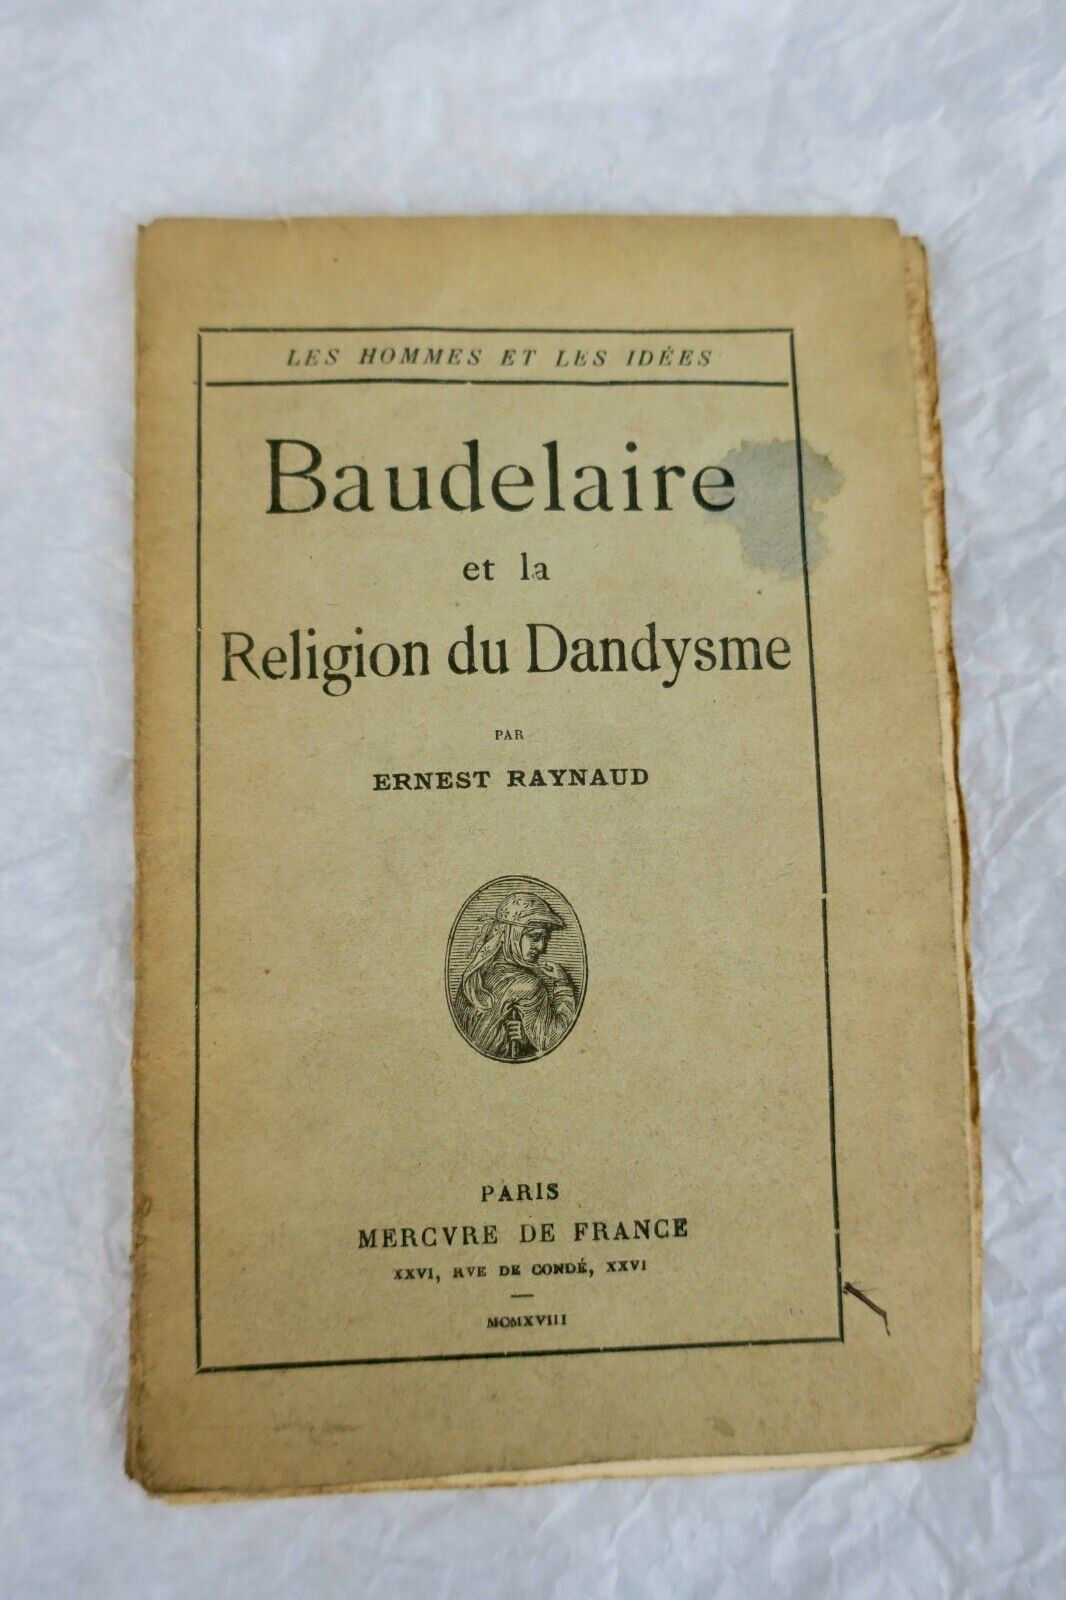 LES HOMMES ET LES IDÉES
Baudelaire
et la
Religion du Dandysme
PAR
ERNEST RAYNAUD
PARIS
MERCVRE DE FRANCE
XXVI, RVE DE CONDÉ, XXVI
MCMXVIII